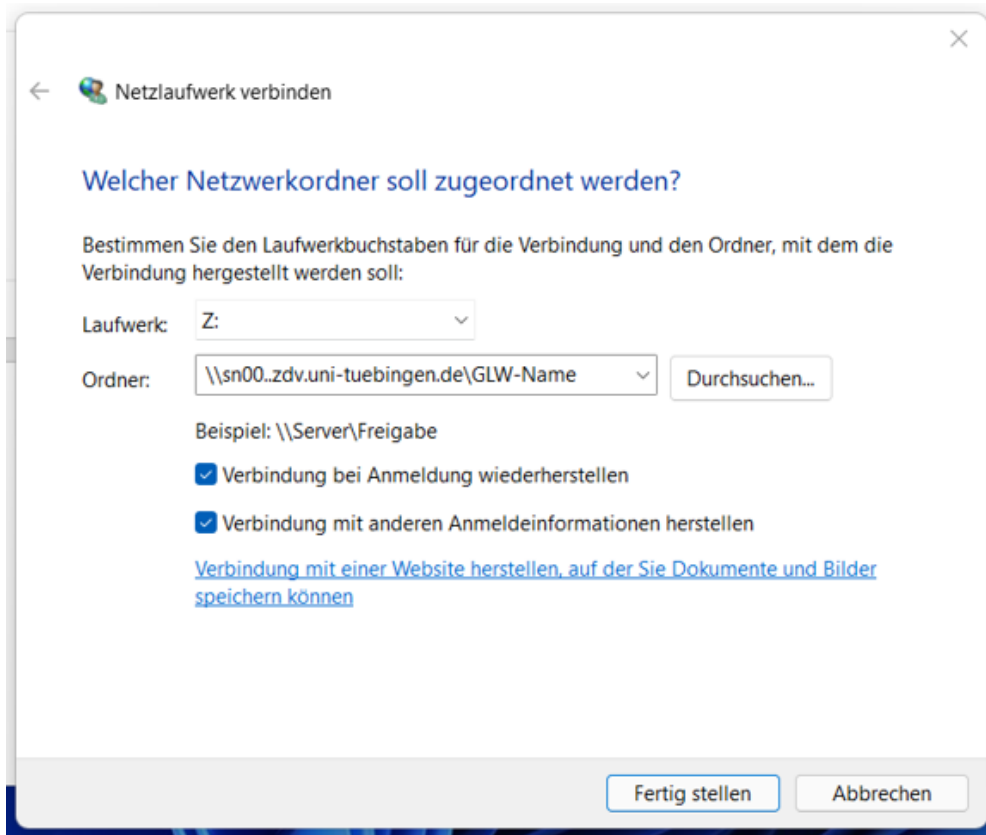 Netzlaufwerk verbinden
Welcher Netzwerkordner soll zugeordnet werden?
Bestimmen Sie den Laufwerkbuchstaben für die Verbindung und den Ordner, mit dem die
Verbindung hergestellt werden soll:
Laufwerk: Z:
Ordner: \\sn00..zdv.uni-tuebingen.de\GLW-Name Durchsuchen...
Beispiel: \\Server\Freigabe
Verbindung bei Anmeldung wiederherstellen
Verbindung mit anderen Anmeldeinformationen herstellen
Verbindung mit einer Website herstellen, auf der Sie Dokumente und Bilder
speichern können
Fertig stellen Abbrechen